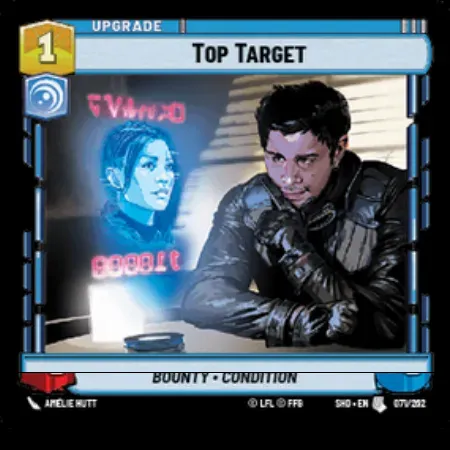 UPGRADE
1
TOP TARGET
BOUNTY • CONDITION
AMÉLIE HUTT
© LFL © FFG
SHD • EN
071/262